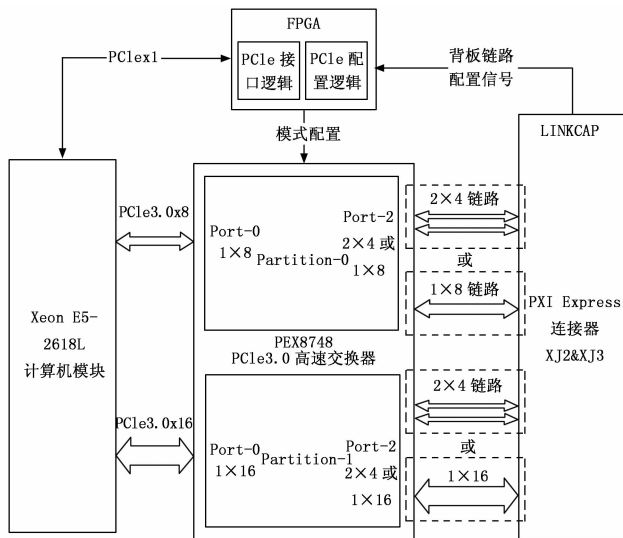 FPGA
PCIe 接
口逻辑
PCIe 配
置逻辑
PCIex1
背板链路
配置信号
模式配置
LINKCAP
PCIe3.0x8
Port-0
1×8
Partition-0
Port-2
2×4 或
1×8
2×4 链路
或
1×8 链路
Xeon E5-
2618L
计算机模块
PEX8748
PCIe3.0 高速交换器
PXI Express
连接器
XJ2&XJ3
PCIe3.0x16
Port-0
1×16
Partition-1
Port-2
2×4 或
1×16
2×4 链路
或
1×16